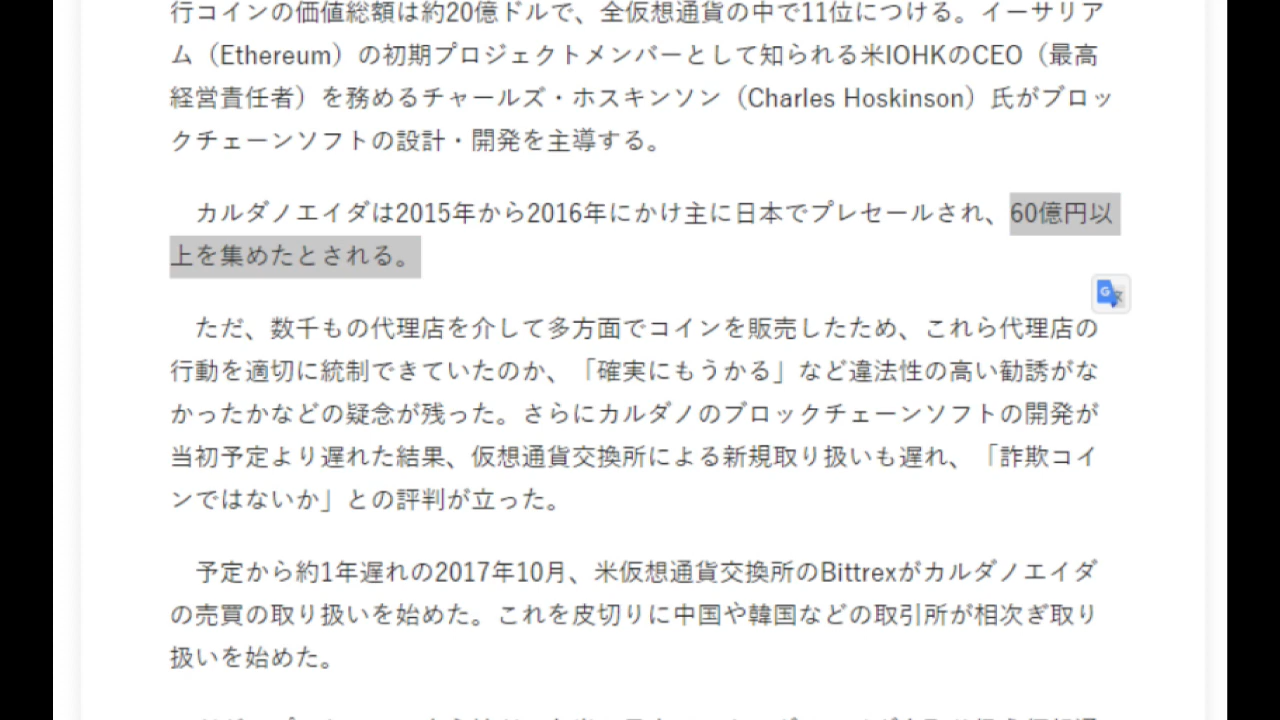 行コインの価値総額は約20億ドルで、全仮想通貨の中で11位につける。イーサリア
ム（Ethereum）の初期プロジェクトメンバーとして知られる米IOHKのCEO（最高
経営責任者）を務めるチャールズ・ホスキンソン（Charles Hoskinson）氏がブロッ
クチェーンソフトの設計・開発を主導する。
カルダノエイダは2015年から2016年にかけ主に日本でプレセールされ、60億円以
上を集めたとされる。
ただ、数千もの代理店を介して多方面でコインを販売したため、これら代理店の
行動を適切に統制できていたのか、「確実にもうかる」など違法性の高い勧誘がな
かったかなどの疑念が残った。さらにカルダノのブロックチェーンソフトの開発が
当初予定より遅れた結果、仮想通貨交換所による新規取り扱いも遅れ、「詐欺コイ
ンではないか」との評判が立った。
予定から約1年遅れの2017年10月、米仮想通貨交換所のBittrexがカルダノエイダ
の売買の取り扱いを始めた。これを皮切りに中国や韓国などの取引所が相次ぎ取り
扱いを始めた。